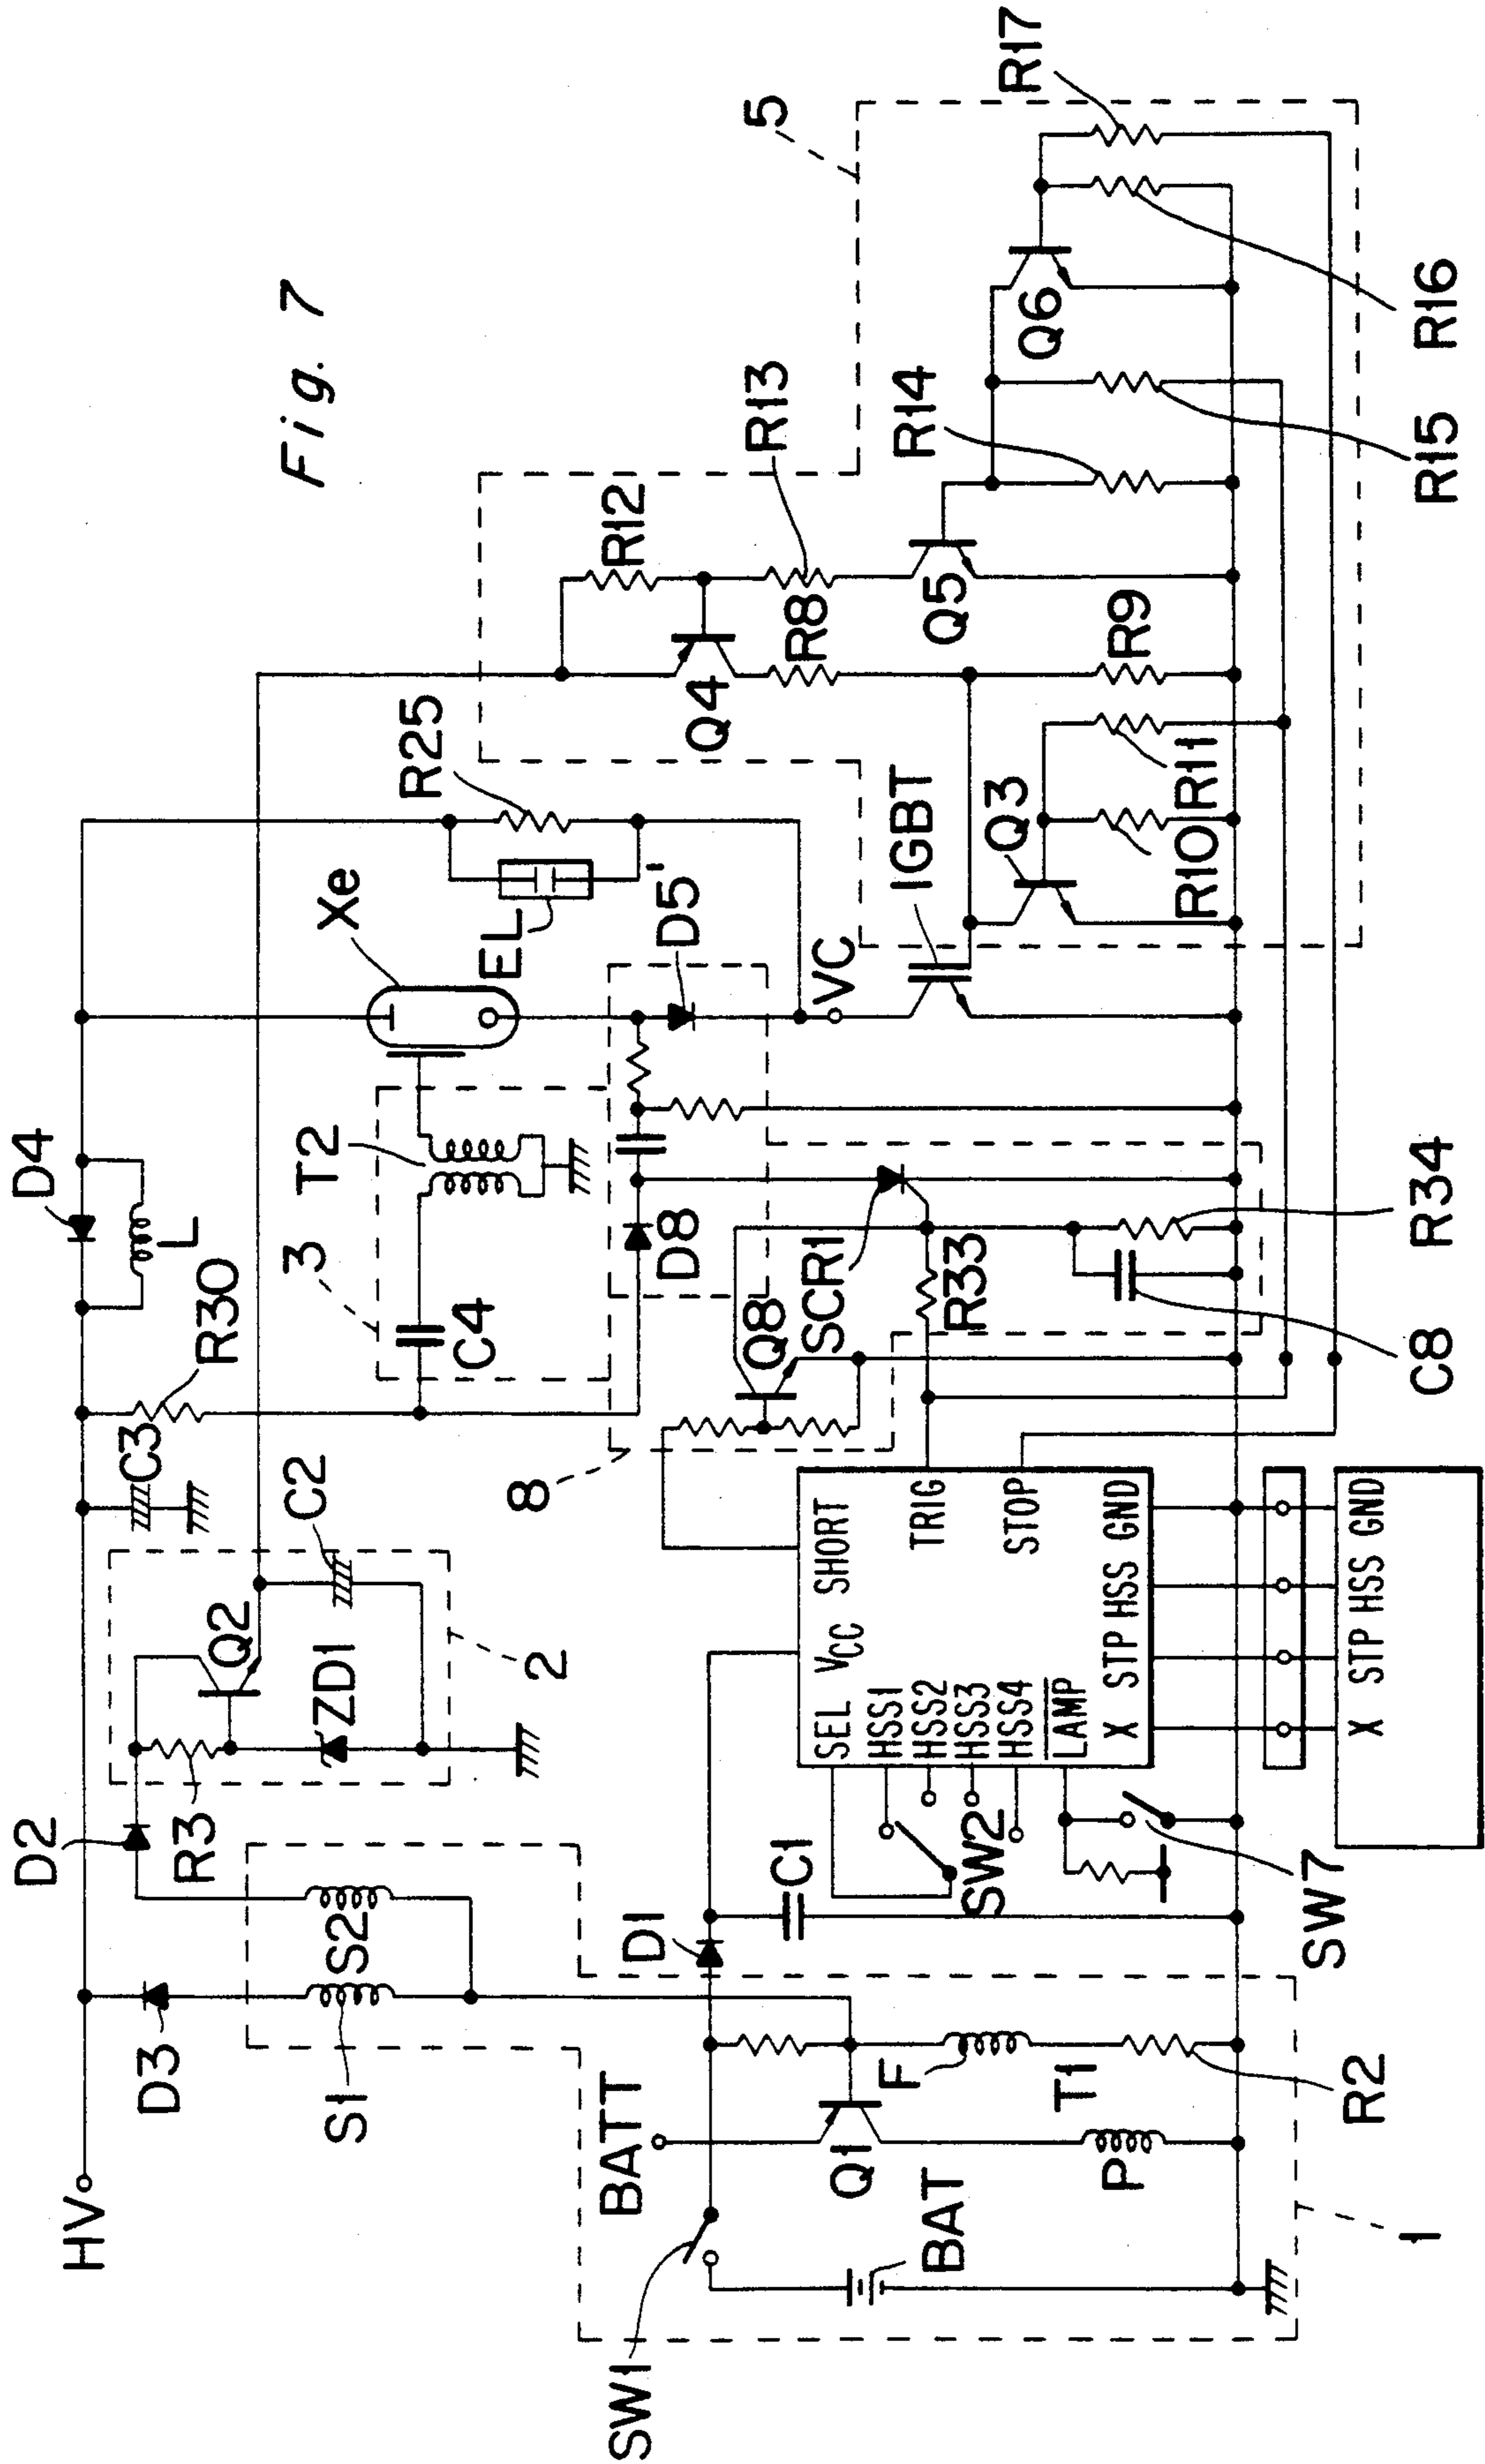 Fig. 7
HV
D3
S1
S2
D2
R3
Q2
ZD1
2
C2
C3
R30
D4
L
3
C4
T2
Xe
EL
R25
D5'
VC
IGBT
5
R12
R13
Q4
R8
Q5
R14
Q6
R17
R16
R15
R9
Q3
R11
R10
8
D8
Q8
SCR1
R33
R34
C8
SW1
BATT
BAT
Q1
P
F
T1
R2
1
D1
C1
SW2
SW7
SEL
VCC
SHORT
HSS1
HSS2
HSS3
HSS4
LAMP
TRIG
STOP
X STP HSS GND
X STP HSS GND